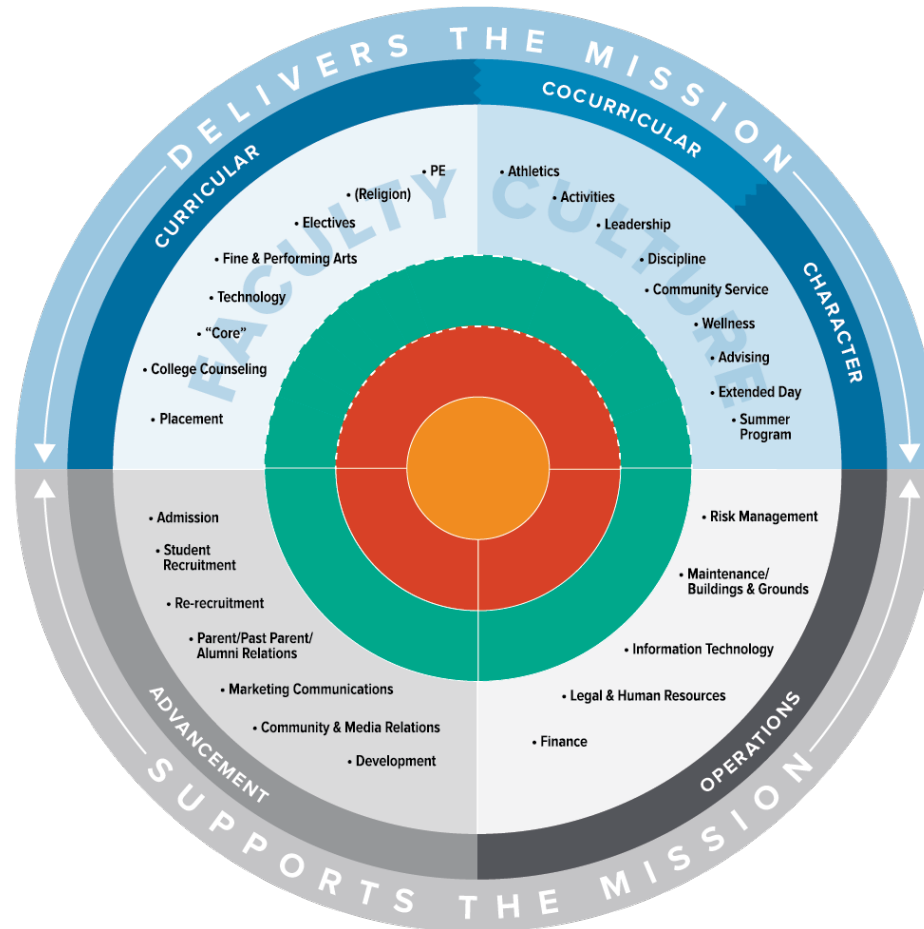 DELIVERS THE MISSION
CURRICULAR
COCURRICULAR
CHARACTER
FACULTY CULTURE
• PE
• (Religion)
• Electives
• Fine & Performing Arts
• Technology
• “Core”
• College Counseling
• Placement
• Athletics
• Activities
• Leadership
• Discipline
• Community Service
• Wellness
• Advising
• Extended Day
• Summer
Program
• Admission
• Student
Recruitment
• Re-recruitment
• Parent/Past Parent/
Alumni Relations
• Marketing Communications
• Community & Media Relations
• Development
• Risk Management
• Maintenance/
Buildings & Grounds
• Information Technology
• Legal & Human Resources
• Finance
ADVANCEMENT
OPERATIONS
SUPPORTS THE MISSION